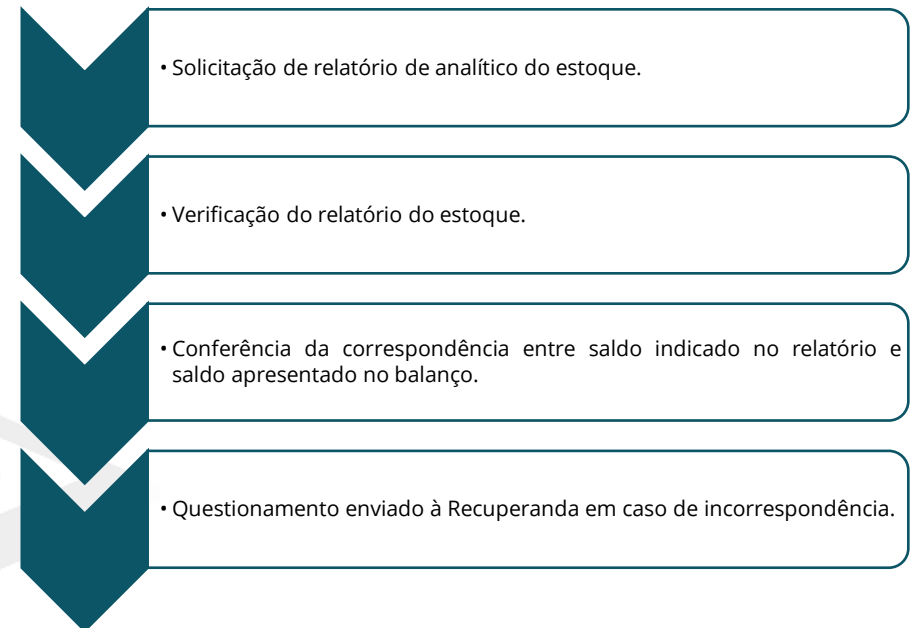 • Solicitação de relatório de analítico do estoque.
• Verificação do relatório do estoque.
• Conferência da correspondência entre saldo indicado no relatório e
saldo apresentado no balanço.
• Questionamento enviado à Recuperanda em caso de incorrespondência.